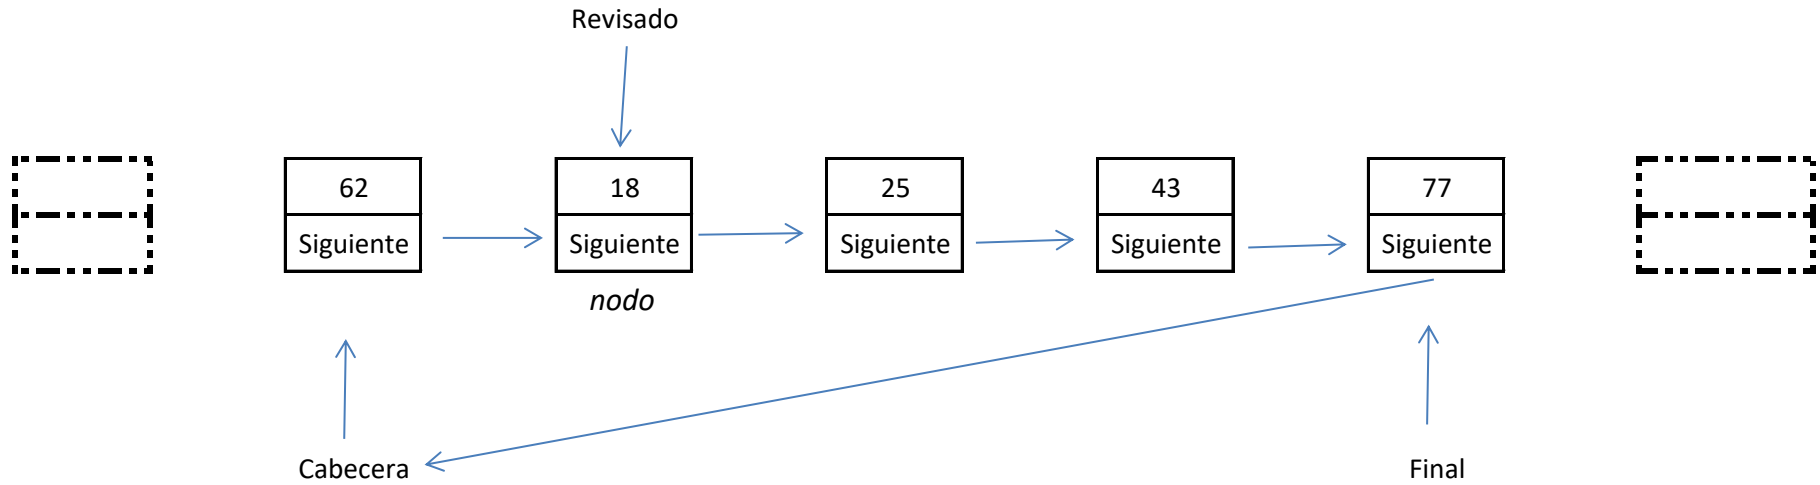 Revisado
62 18 25 43 77
Siguiente Siguiente Siguiente Siguiente Siguiente
nodo
Cabecera Final